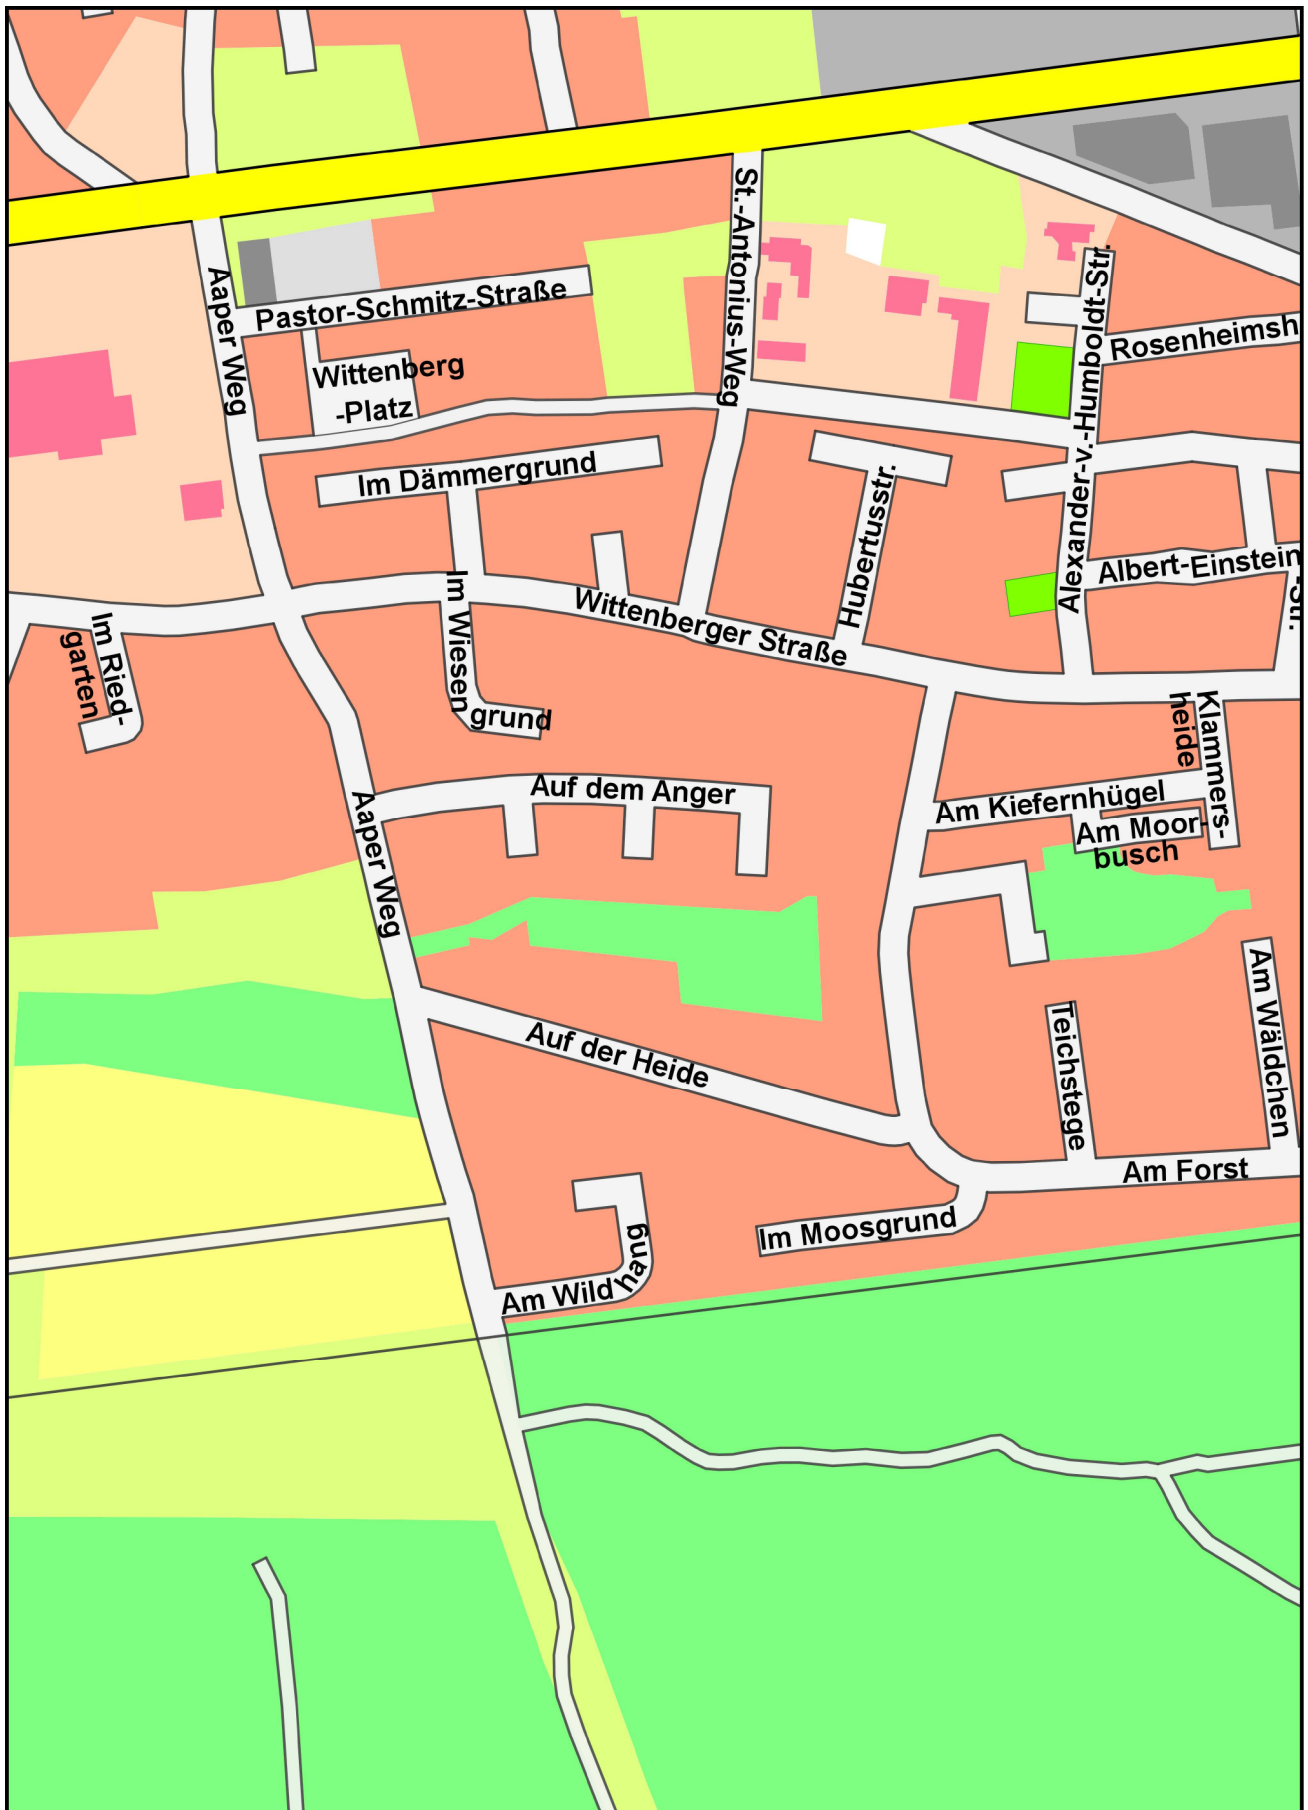 St.-Antonius-Weg
Aaper Weg
Pastor-Schmitz-Straße
Alexander-v.-Humboldt-Str.
Rosenheimsh
Wittenberg
-Platz
Im Dämmergrund
Hubertusstr.
Albert-Einstein
-Str.
Im Wiesen
grund
Wittenberger Straße
Im Ried-
garten
Klammers-
heide
Auf dem Anger
Am Kiefernhügel
Am Moor-
busch
Aaper Weg
Am Wäldchen
Teichstege
Auf der Heide
Am Forst
Im Moosgrund
Am Wild
hang